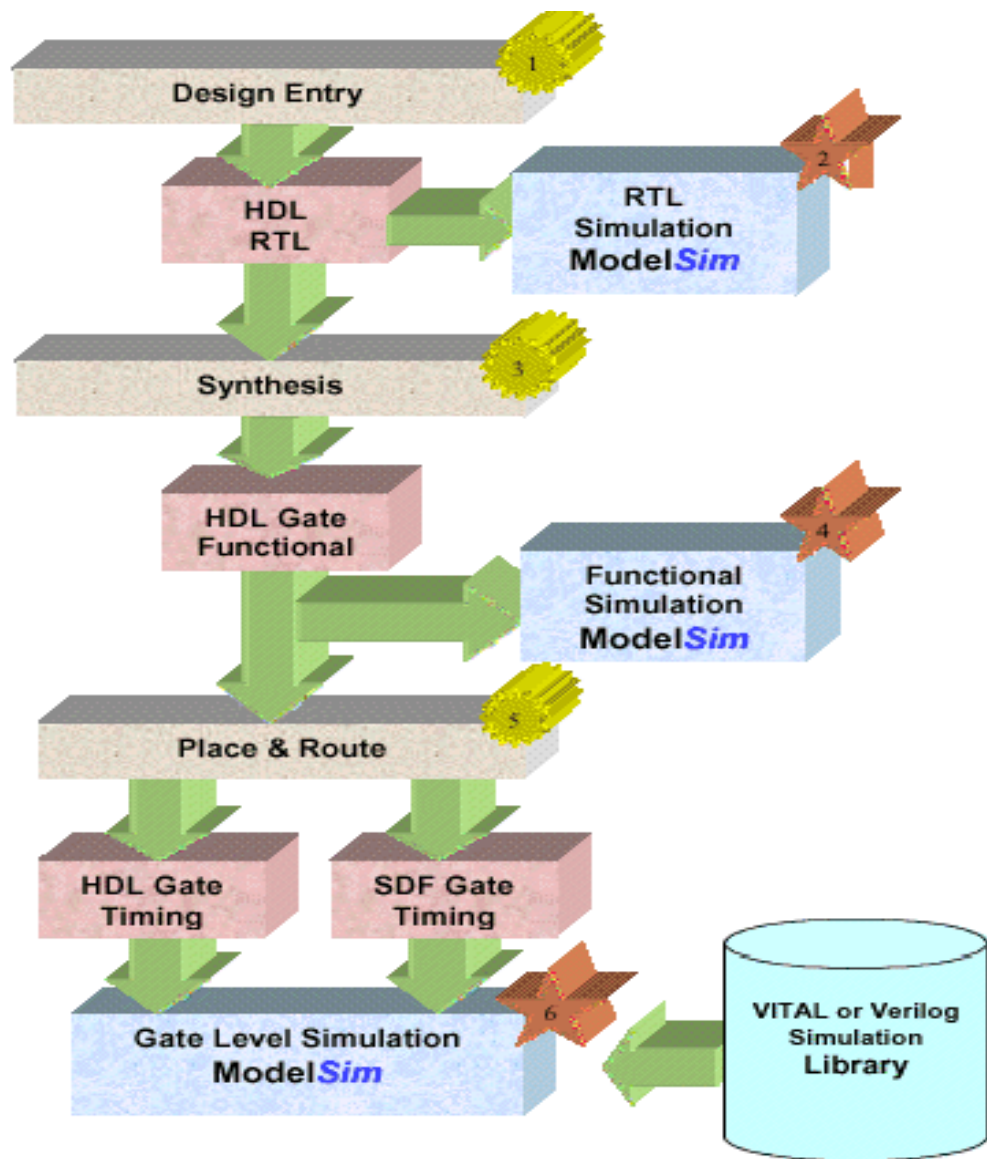 1
Design Entry
2
HDL
RTL
RTL
Simulation
ModelSim
3
Synthesis
HDL Gate
Functional
4
Functional
Simulation
ModelSim
5
Place & Route
HDL Gate
Timing
SDF Gate
Timing
6
Gate Level Simulation
ModelSim
VITAL or Verilog
Simulation
Library